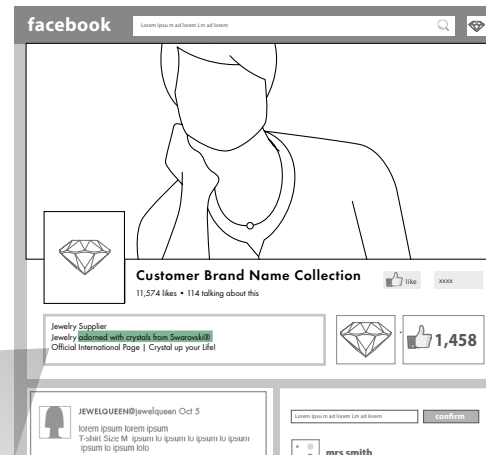 facebook
Lorem Ipsu m ad lorem Lm ad lorem
Customer Brand Name Collection
like
xxxx
11,574 likes • 114 talking about this
Jewelry Supplier
Jewelry adorned with crystals from Swarovski®
Official International Page | Crystal up your Life!
1,458
JEWELQUEEN@jewelqueen Oct 5
lorem ipsum lorem ipsum
T-shirt Size M ipsum lo ipsum lo ipsum lo ipsum
ipsum lo ipsum lolo
Lorem Ipsu m ad lorem Lm ad lorem
confirm
mrs smith